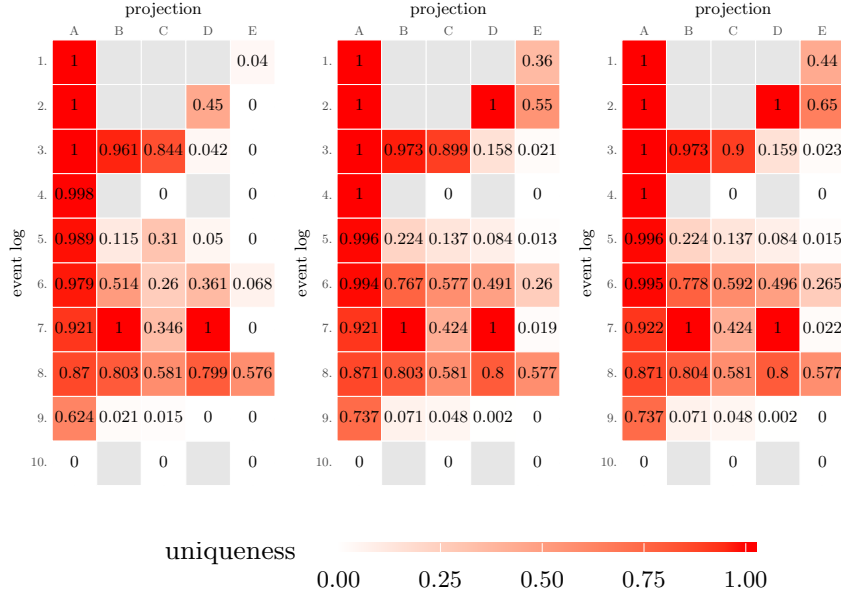 projection projection projection
A B C D E A B C D E A B C D E
1. 1 0.04 1. 1 0.36 1. 1 0.44
2. 1 0.45 0 2. 1 1 0.55 2. 1 1 0.65
3. 1 0.961 0.844 0.042 0 3. 1 0.973 0.899 0.158 0.021 3. 1 0.973 0.9 0.159 0.023
4. 0.998 0 0 4. 1 0 0 4. 1 0 0
5. 0.989 0.115 0.31 0.05 0 5. 0.996 0.224 0.137 0.084 0.013 5. 0.996 0.224 0.137 0.084 0.015
event log event log event log
6. 0.979 0.514 0.26 0.361 0.068 6. 0.994 0.767 0.577 0.491 0.26 6. 0.995 0.778 0.592 0.496 0.265
7. 0.921 1 0.346 1 0 7. 0.921 1 0.424 1 0.019 7. 0.922 1 0.424 1 0.022
8. 0.87 0.803 0.581 0.799 0.576 8. 0.871 0.803 0.581 0.8 0.577 8. 0.871 0.804 0.581 0.8 0.577
9. 0.624 0.021 0.015 0 0 9. 0.737 0.071 0.048 0.002 0 9. 0.737 0.071 0.048 0.002 0
10. 0 0 0 10. 0 0 0 10. 0 0 0
uniqueness
0.00 0.25 0.50 0.75 1.00